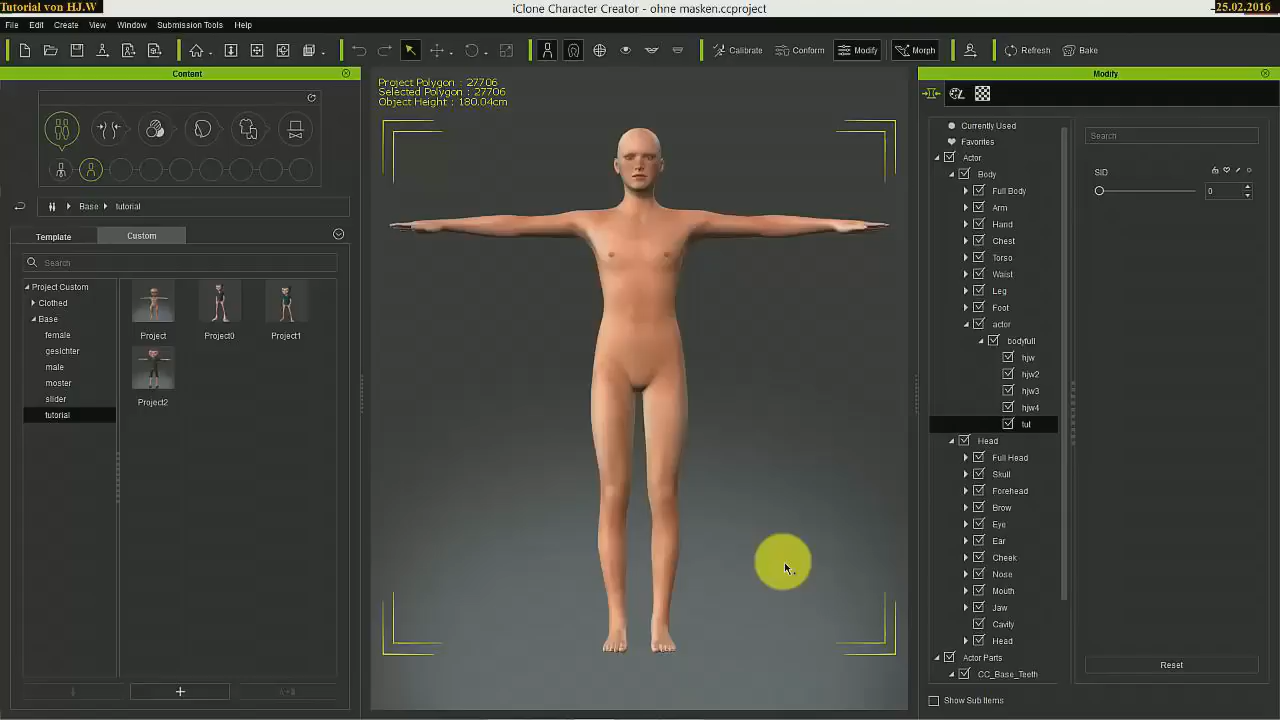 Tutorial von HJ.W
iClone Character Creator - ohne masken.ccproject
25.02.2016
File Edit Create View Window Submission Tools Help
Calibrate Conform Modify Morph Refresh Bake
Content
Base tutorial
Template Custom
Search
Project Custom
Clothed
Base
female
gesichter
male
moster
slider
tutorial
Project Project0 Project1
Project2
Project Polygon : 27706
Selected Polygon : 27706
Object Height : 180.04cm
Modify
Currently Used
Favorites
Actor
Body
Full Body
Arm
Hand
Chest
Torso
Waist
Leg
Foot
actor
bodyfull
hjw
hjw2
hjw3
hjw4
tut
Head
Full Head
Skull
Forehead
Brow
Eye
Ear
Cheek
Nose
Mouth
Jaw
Cavity
Head
Actor Parts
CC_Base_Teeth
Show Sub Items
Search
SID
0
Reset